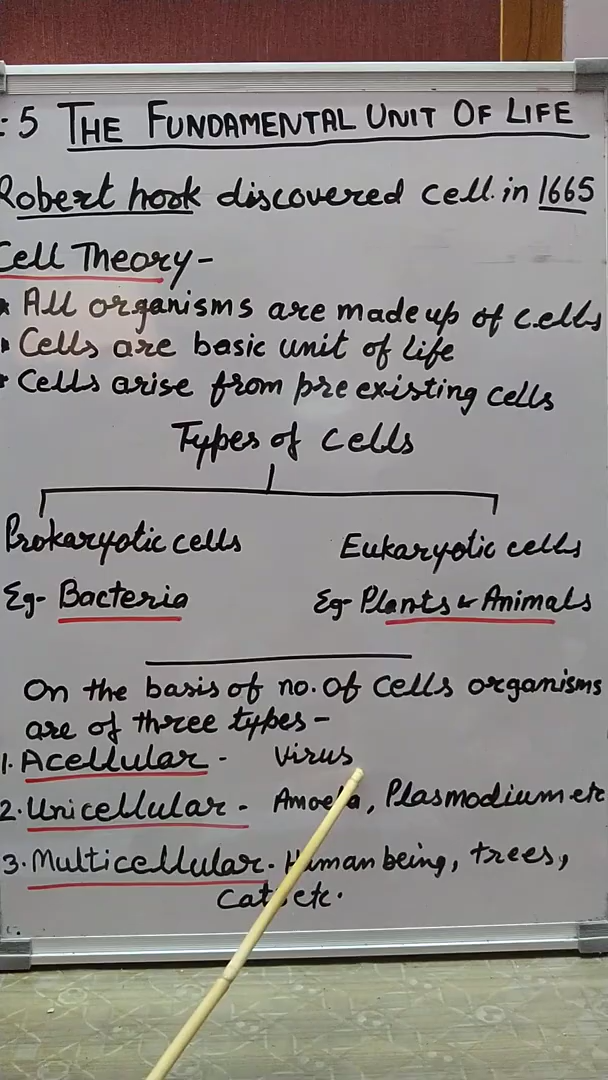 : 5 THE FUNDAMENTAL UNIT OF LIFE
Robert hook discovered cell. in 1665
Cell Theory -
* All organisms are made up of cells
* Cells are basic unit of life
* Cells arise from pre existing cells
Types of cells
Prokaryotic cells Eukaryotic cells
Eg- Bacteria Eg- Plants & Animals
On the basis of no. of cells organisms
are of three types -
1. Acellular - Virus
2. Unicellular - Amoeba, Plasmodium etc
3. Multicellular - Human being, trees,
Cats etc.